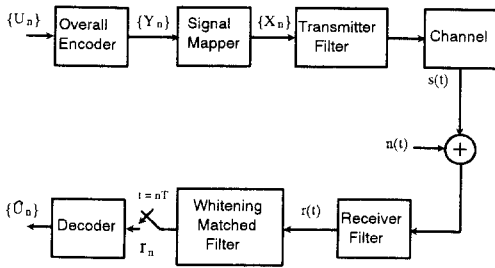 {U_n}
Overall Encoder
{Y_n}
Signal Mapper
{X_n}
Transmitter Filter
Channel
s(t)
n(t)
+
Receiver Filter
r(t)
Whitening Matched Filter
t = nT
r_n
Decoder
{Û_n}